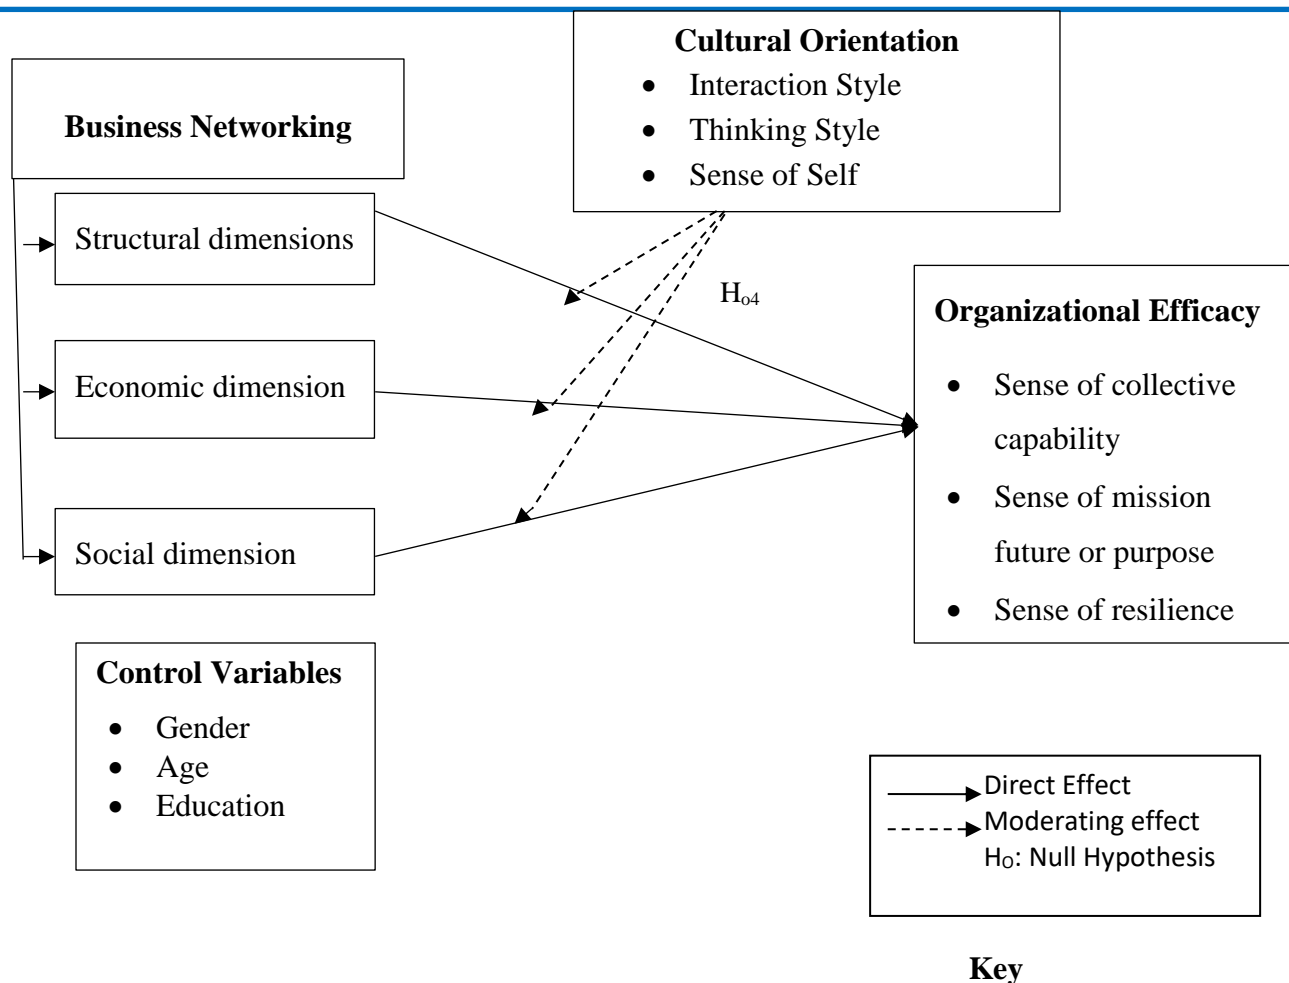 Cultural Orientation
• Interaction Style
• Thinking Style
• Sense of Self
Business Networking
Structural dimensions
Economic dimension
Social dimension
H₀₄
Organizational Efficacy
• Sense of collective
capability
• Sense of mission
future or purpose
• Sense of resilience
Control Variables
• Gender
• Age
• Education
Direct Effect
Moderating effect
H₀: Null Hypothesis
Key